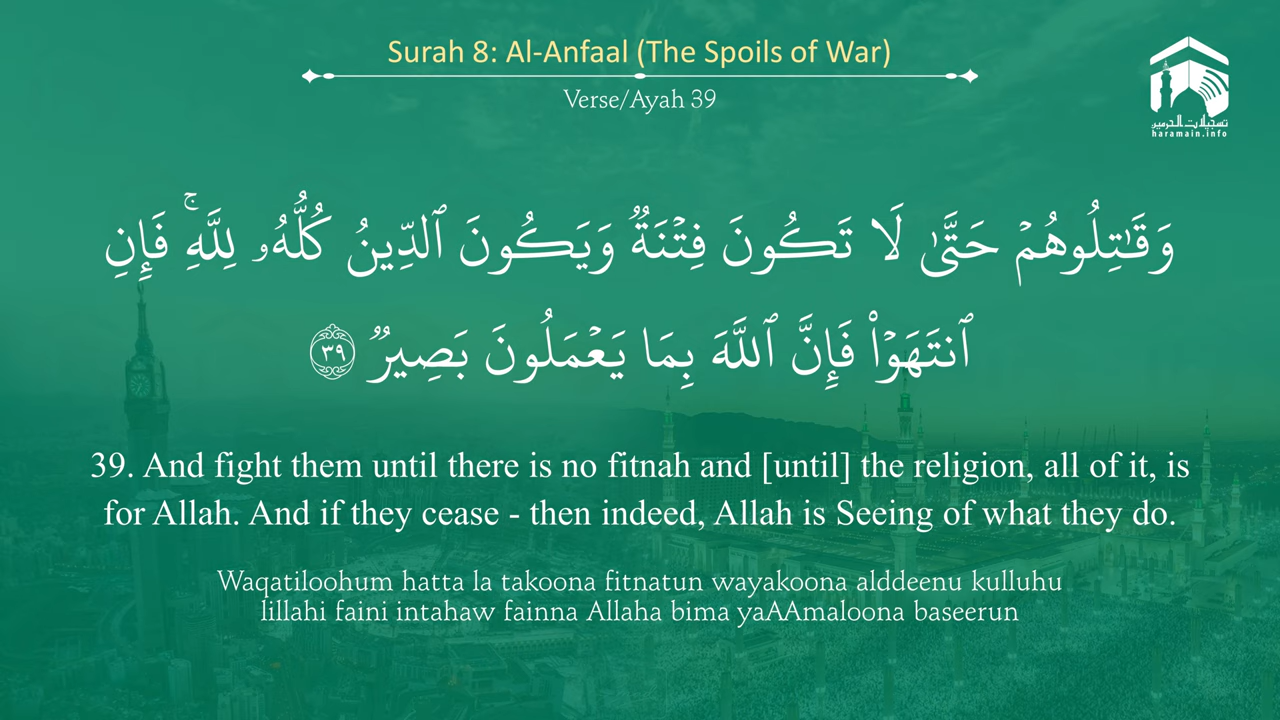 Surah 8: Al-Anfaal (The Spoils of War)
Verse/Ayah 39
تسجيلات الحرمين
haramain.info
وَقَـٰتِلُوهُمۡ حَتَّىٰ لَا تَكُونَ فِتۡنَةٌ وَيَكُونَ ٱلدِّينُ كُلُّهُۥ لِلَّهِۚ فَإِنِ
ٱنتَهَوۡاْ فَإِنَّ ٱللَّهَ بِمَا يَعۡمَلُونَ بَصِيرٌ ٣٩
39. And fight them until there is no fitnah and [until] the religion, all of it, is
for Allah. And if they cease - then indeed, Allah is Seeing of what they do.
Waqatiloohum hatta la takoona fitnatun wayakoona alddeenu kulluhu
lillahi faini intahaw fainna Allaha bima yaAAmaloona baseerun